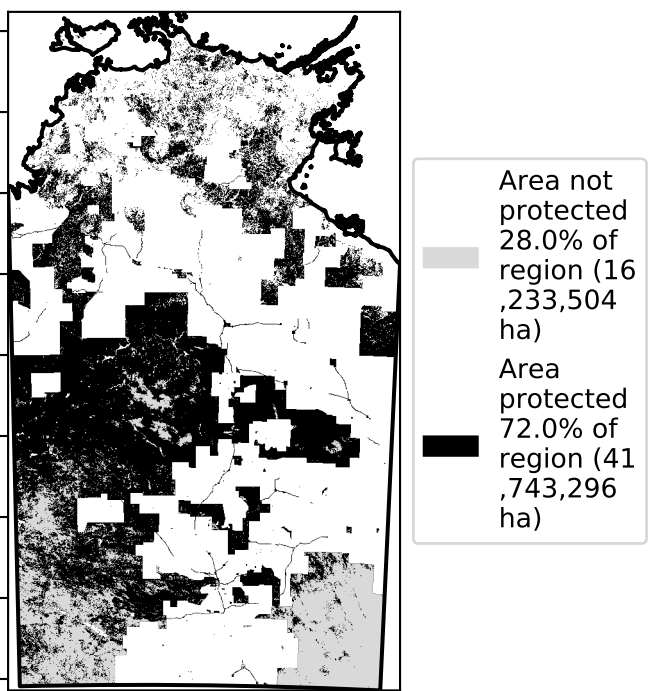 Area not
protected
28.0% of
region (16
,233,504
ha)
Area
protected
72.0% of
region (41
,743,296
ha)